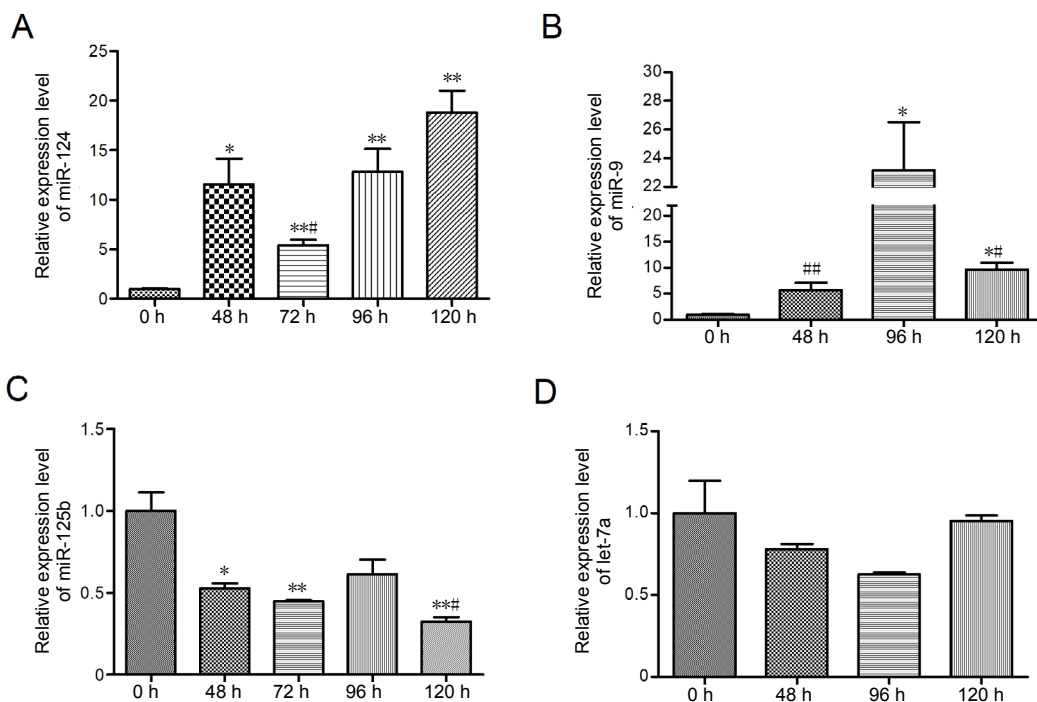 A
Relative expression level
of miR-124
25
20
15
10
5
0
*
**#
**
**
0 h 48 h 72 h 96 h 120 h
B
Relative expression level
of miR-9
30
26
22
20
15
10
5
0
##
*
*#
0 h 48 h 96 h 120 h
C
Relative expression level
of miR-125b
1.5
1.0
0.5
0
*
**
**#
0 h 48 h 72 h 96 h 120 h
D
Relative expression level
of let-7a
1.5
1.0
0.5
0
0 h 48 h 96 h 120 h